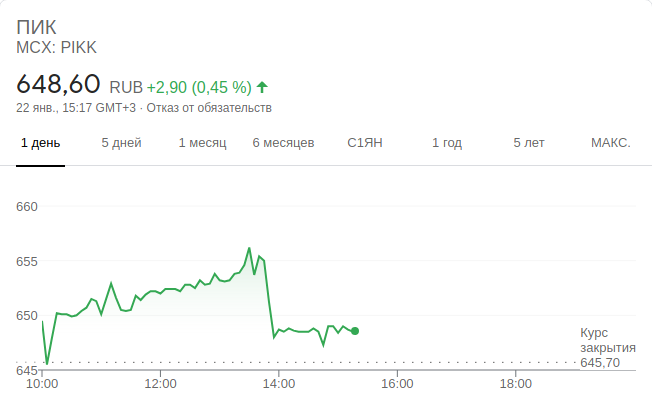 ПИК
MCX: PIKK
648,60 RUB +2,90 (0,45 %)
22 янв., 15:17 GMT+3 · Отказ от обязательств
1 день 5 дней 1 месяц 6 месяцев С1ЯН 1 год 5 лет МАКС.
660
655
650
645
Курс
закрытия
645,70
10:00 12:00 14:00 16:00 18:00